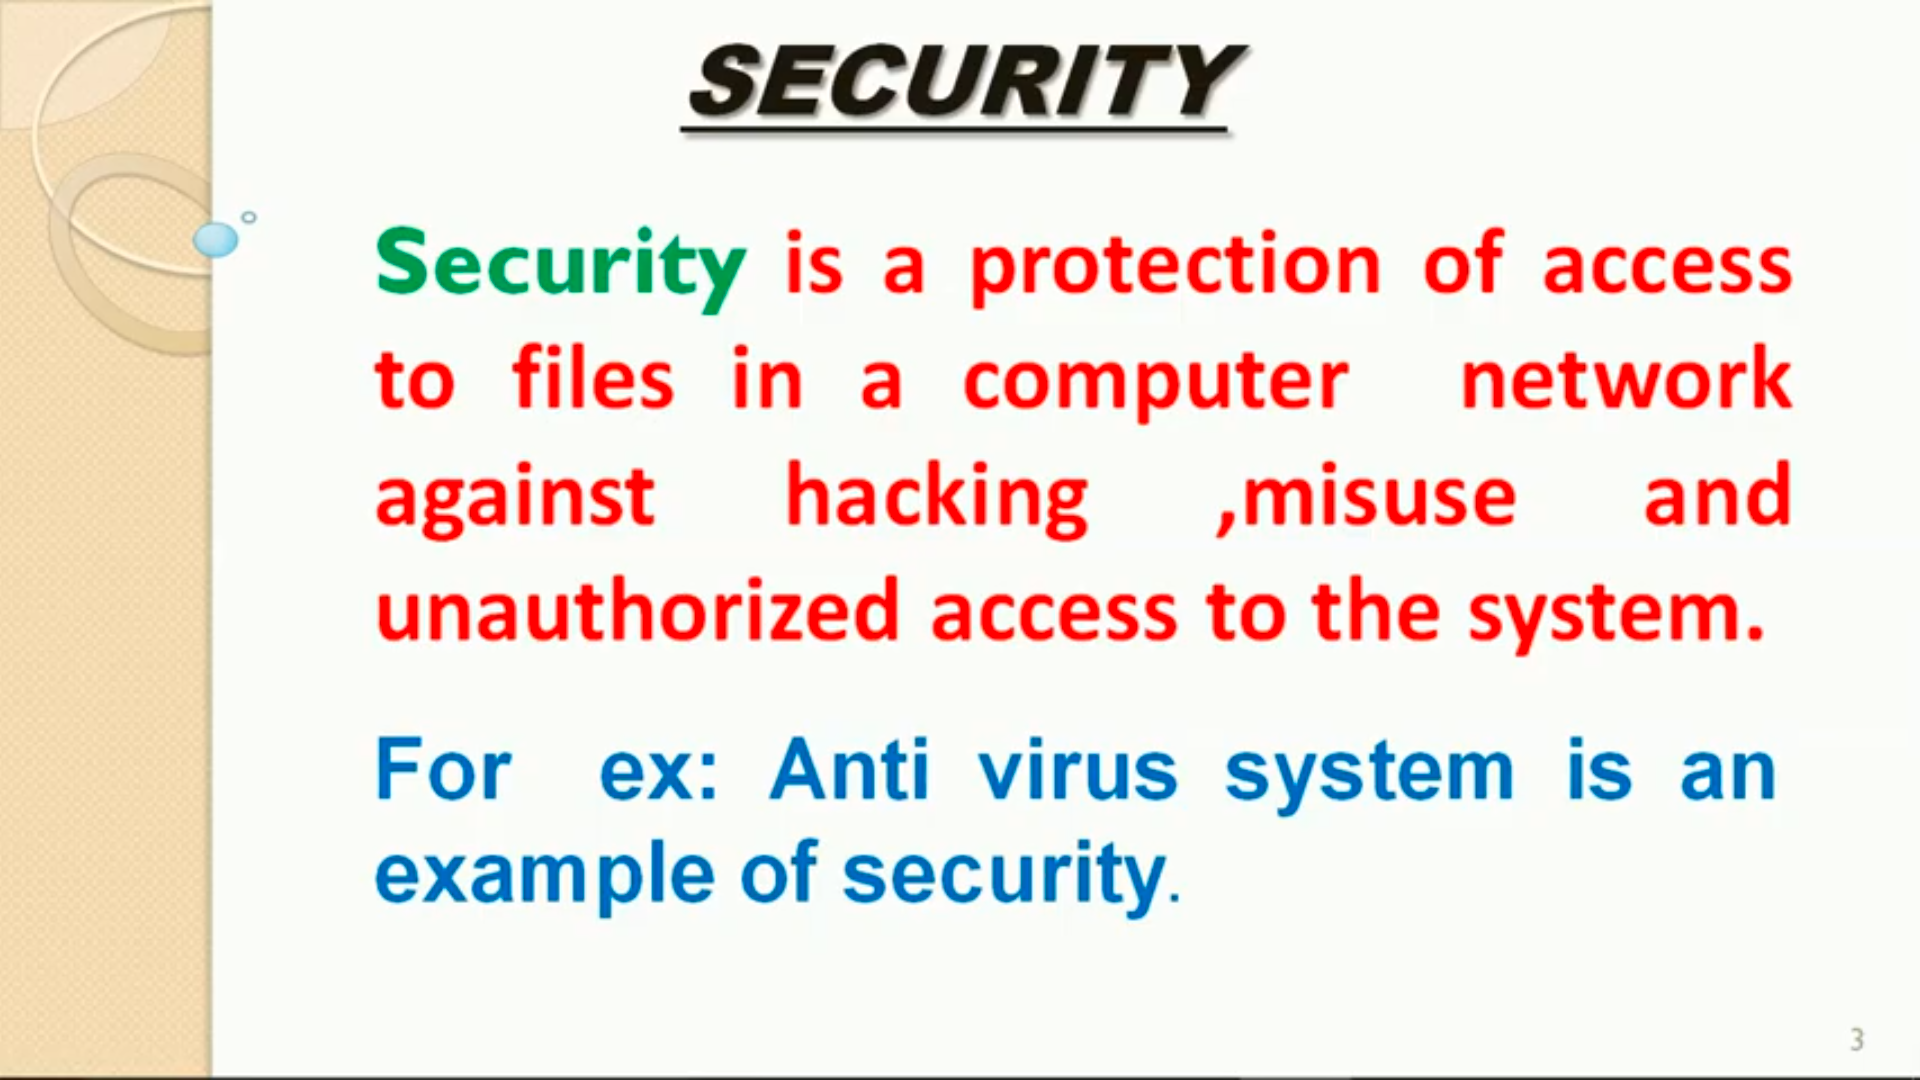 SECURITY
Security is a protection of access
to files in a computer network
against hacking ,misuse and
unauthorized access to the system.
For ex: Anti virus system is an
example of security.
3